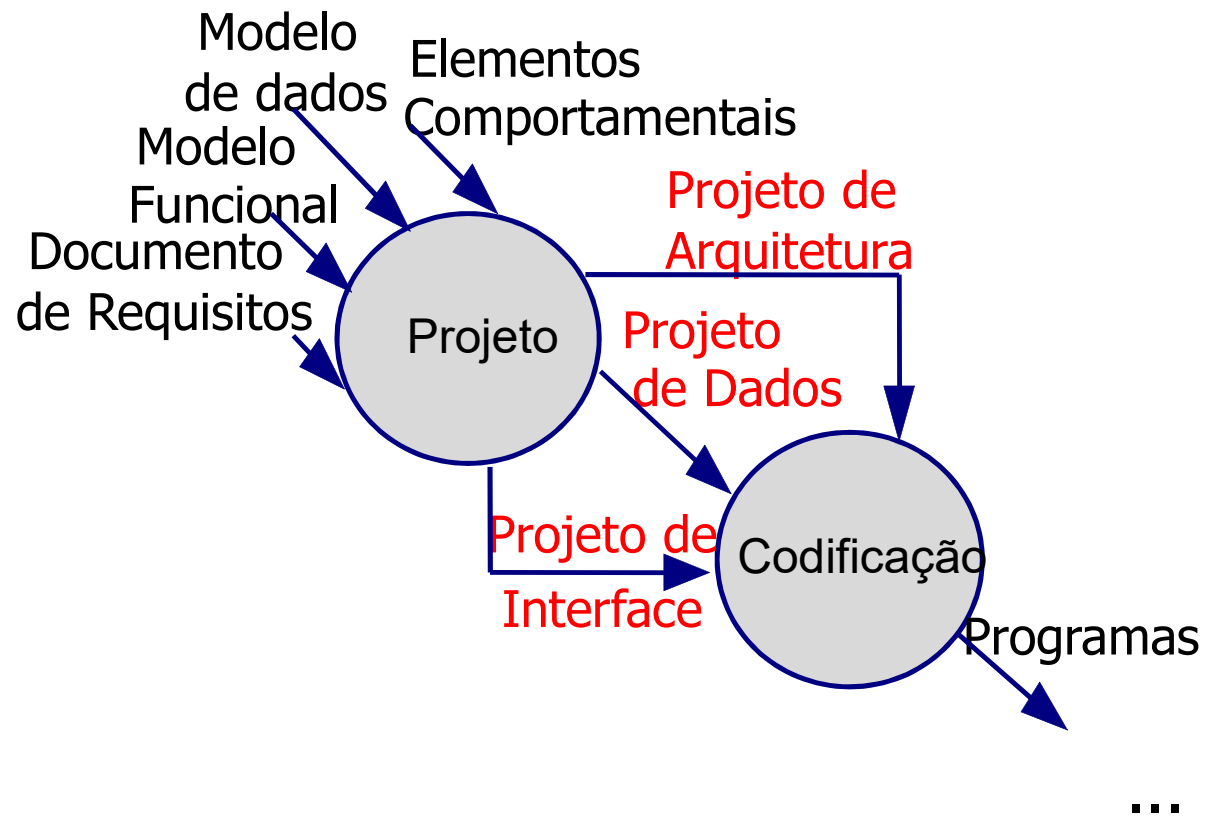 Modelo
de dados
Elementos
Comportamentais
Modelo
Funcional
Documento
de Requisitos
Projeto de
Arquitetura
Projeto
Projeto
de Dados
Projeto de
Interface
Codificação
Programas
...